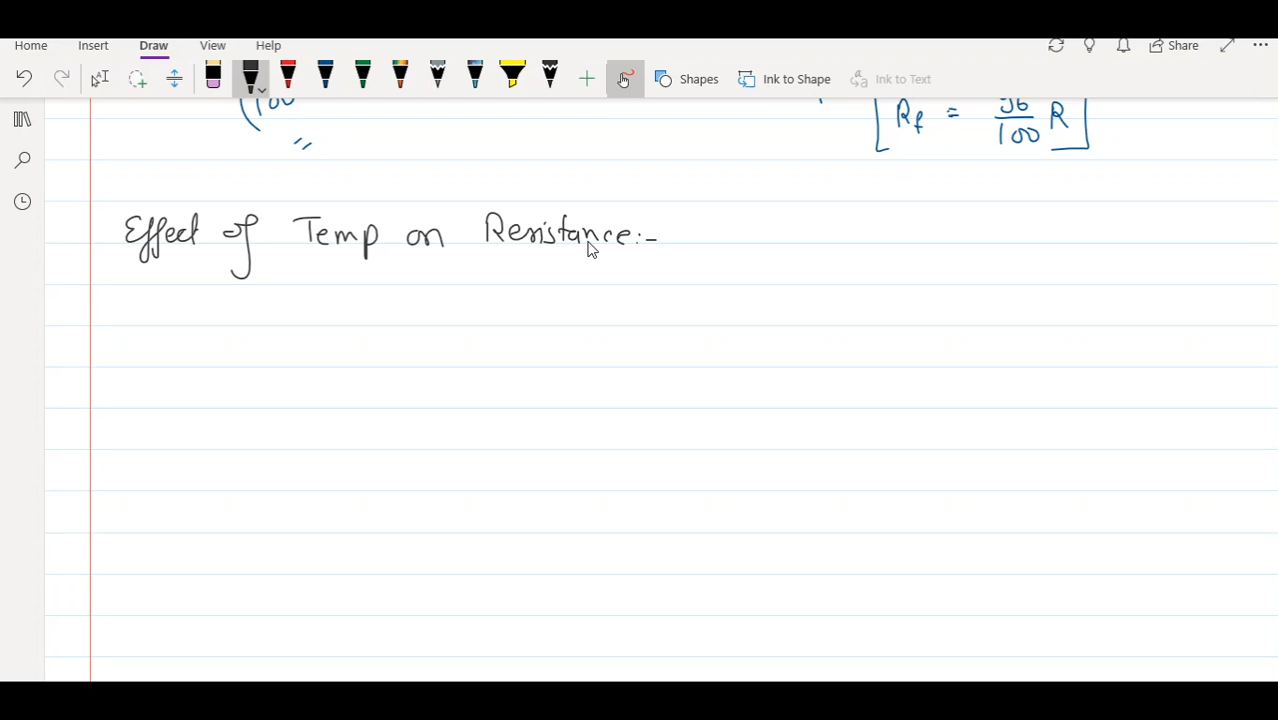 Home Insert Draw View Help
Share
Shapes Ink to Shape Ink to Text
(100
Rf = 96/100 R
Effect of Temp on Resistance:-